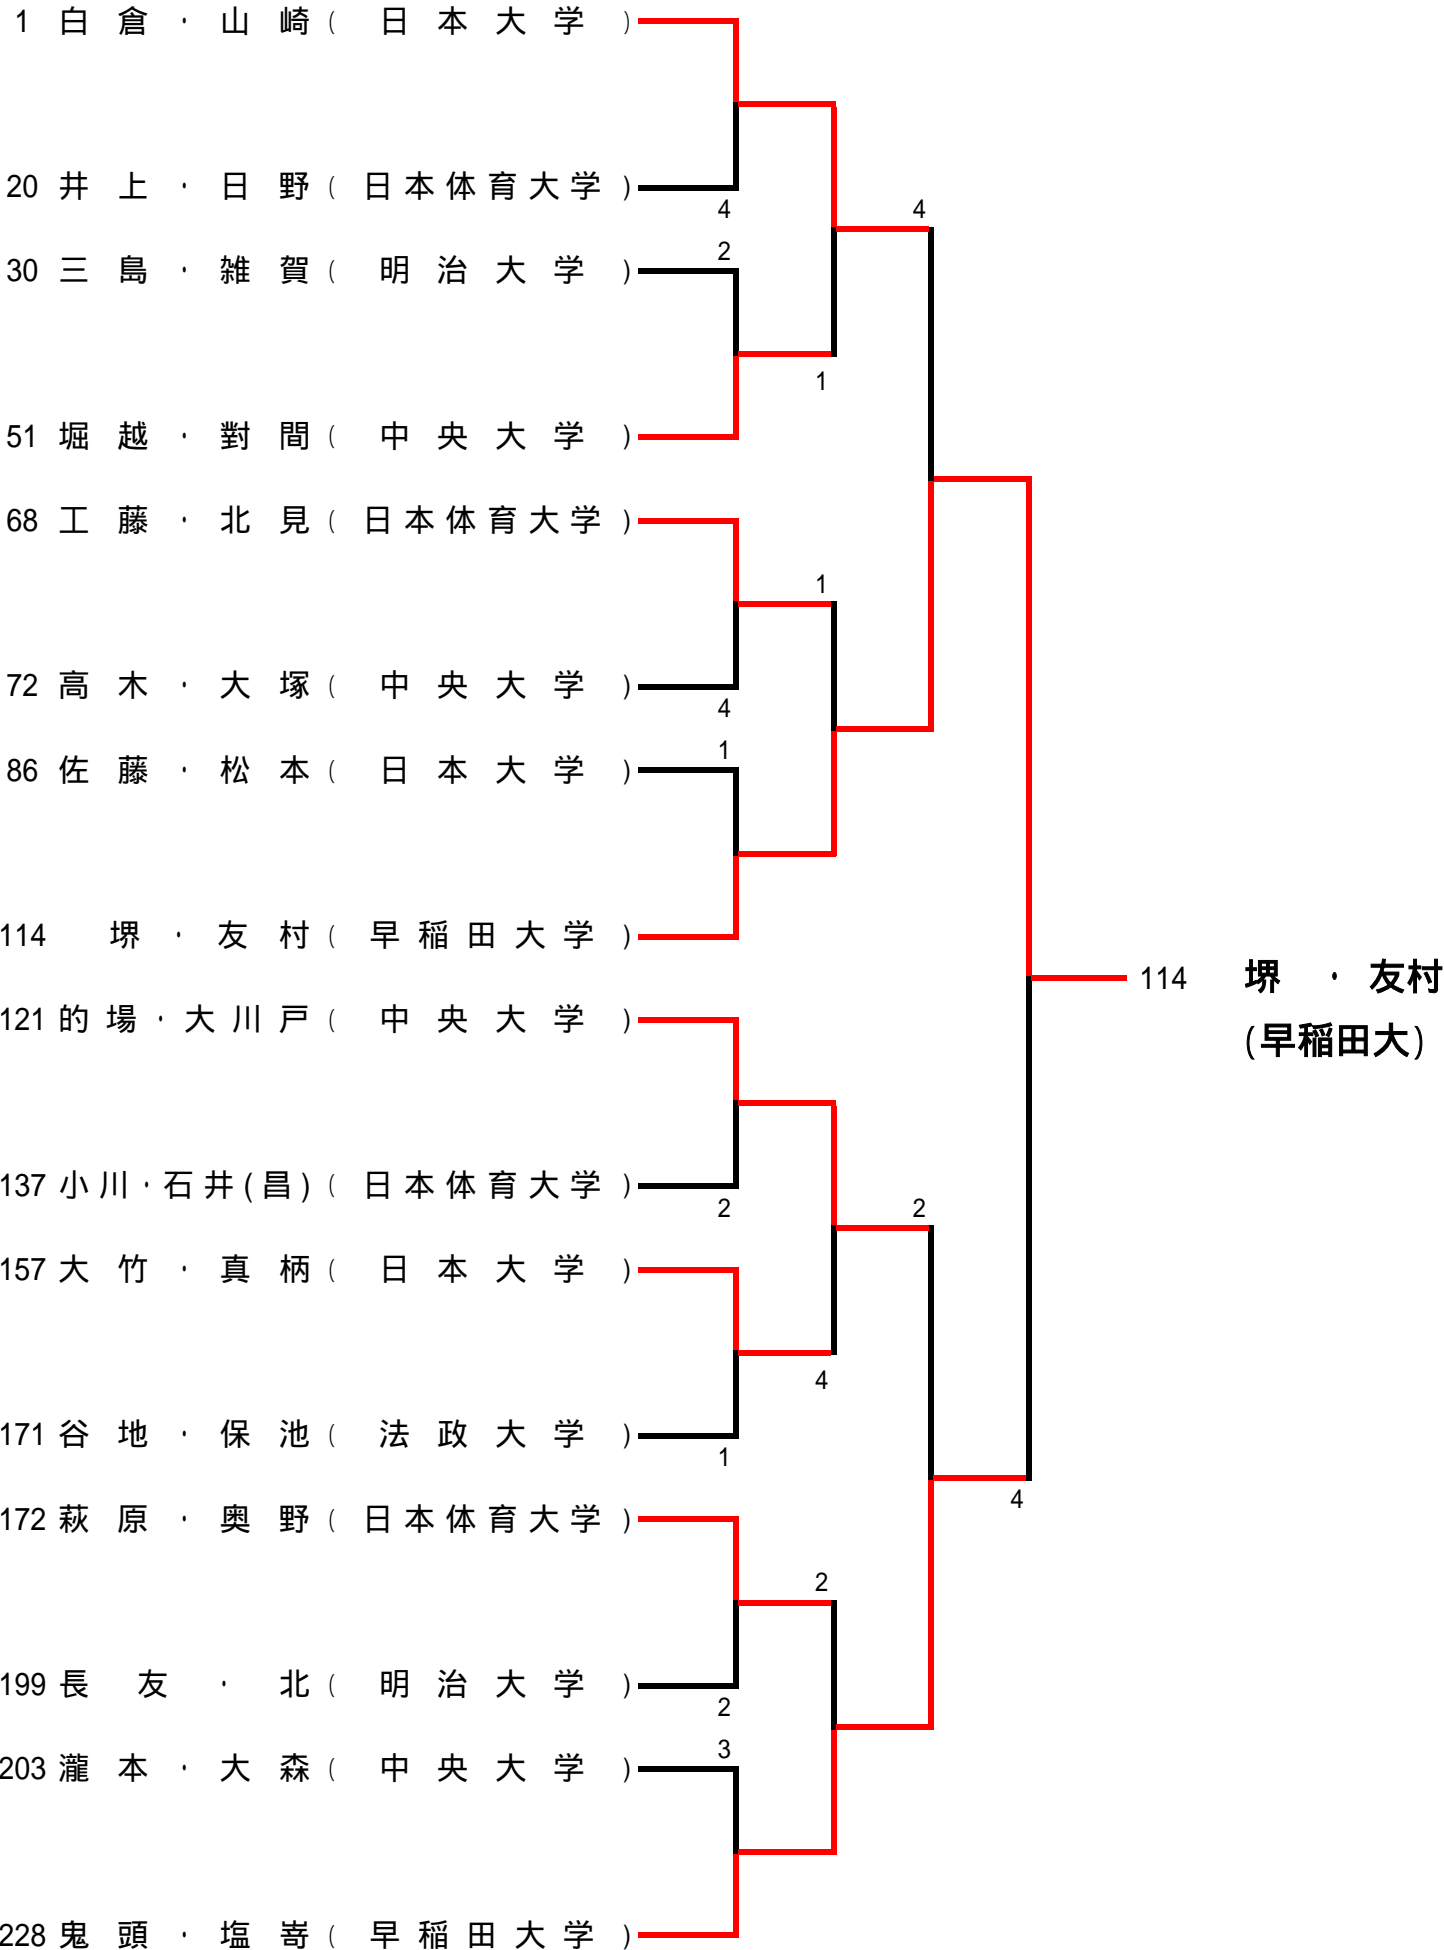 1 白倉・山崎(日本大学)
20 井上・日野(日本体育大学)
4
4
2
30 三島・雑賀(明治大学)
1
51 堀越・對間(中央大学)
68 工藤・北見(日本体育大学)
1
72 高木・大塚(中央大学)
4
1
86 佐藤・松本(日本大学)
114 堺・友村(早稲田大学)
114 堺・友村
(早稲田大)
121 的場・大川戸(中央大学)
137 小川・石井(昌)(日本体育大学)
2
2
157 大竹・真柄(日本大学)
4
171 谷地・保池(法政大学)
1
4
172 萩原・奥野(日本体育大学)
2
199 長友・北(明治大学)
2
3
203 瀧本・大森(中央大学)
228 鬼頭・塩嵜(早稲田大学)